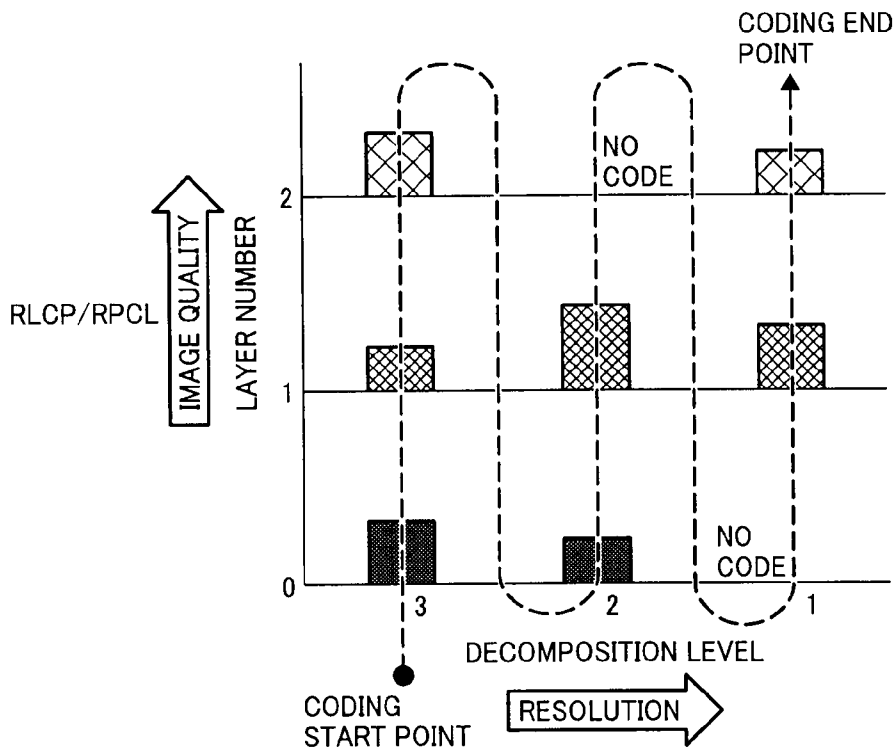 CODING END
POINT
NO
CODE
2
RLCP/RPCL
IMAGE QUALITY
LAYER NUMBER
1
NO
CODE
0
3
2
1
DECOMPOSITION LEVEL
CODING
START POINT
RESOLUTION